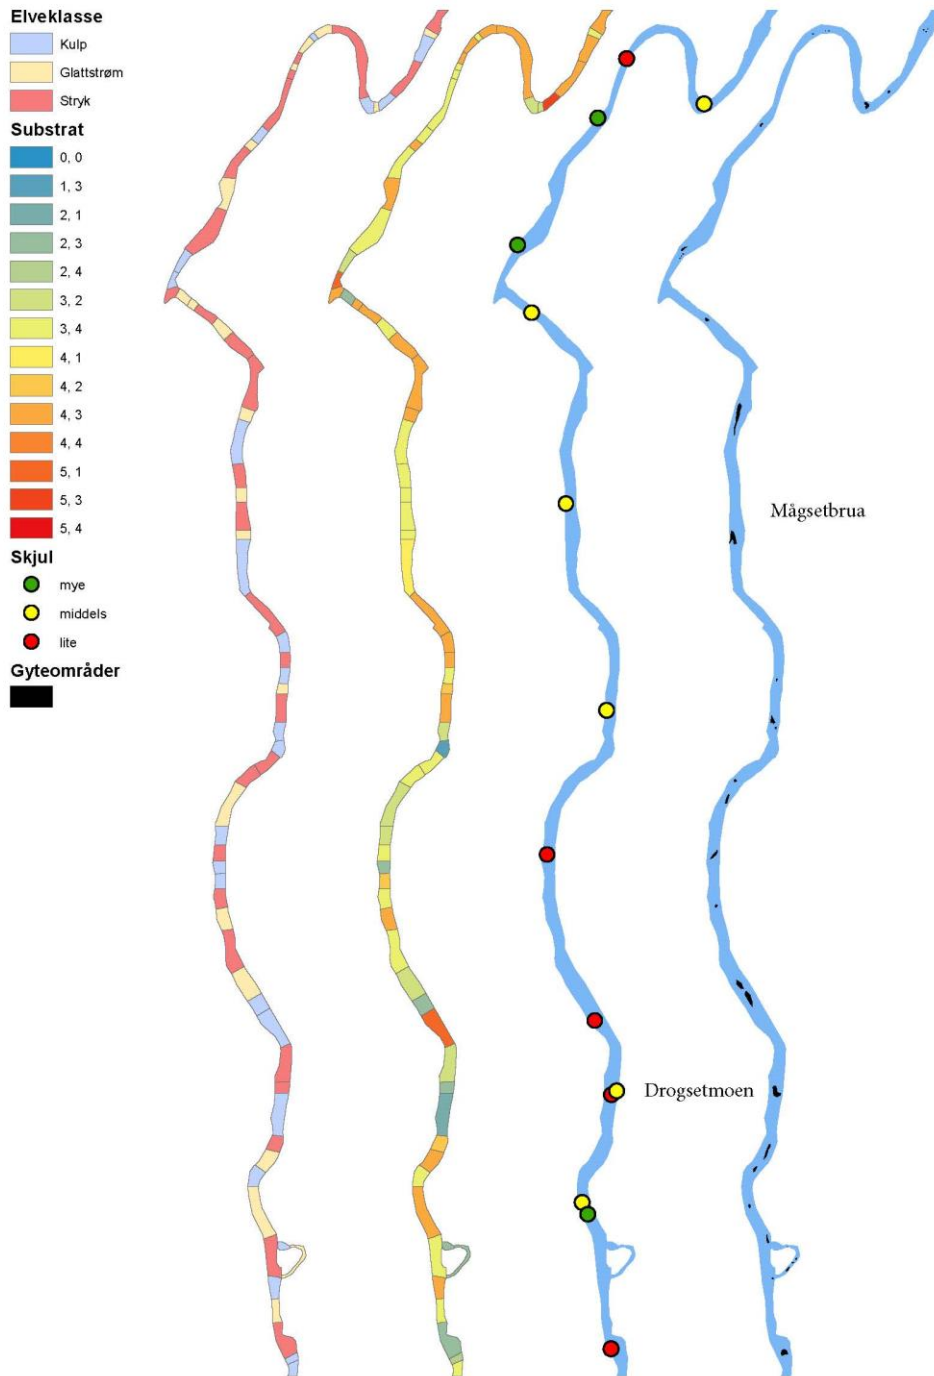 Elveklasse
Kulp
Glattstrøm
Stryk
Substrat
0, 0
1, 3
2, 1
2, 3
2, 4
3, 2
3, 4
4, 1
4, 2
4, 3
4, 4
5, 1
5, 3
5, 4
Skjul
mye
middels
lite
Gyteområder
Mågsetbrua
Drogsetmoen